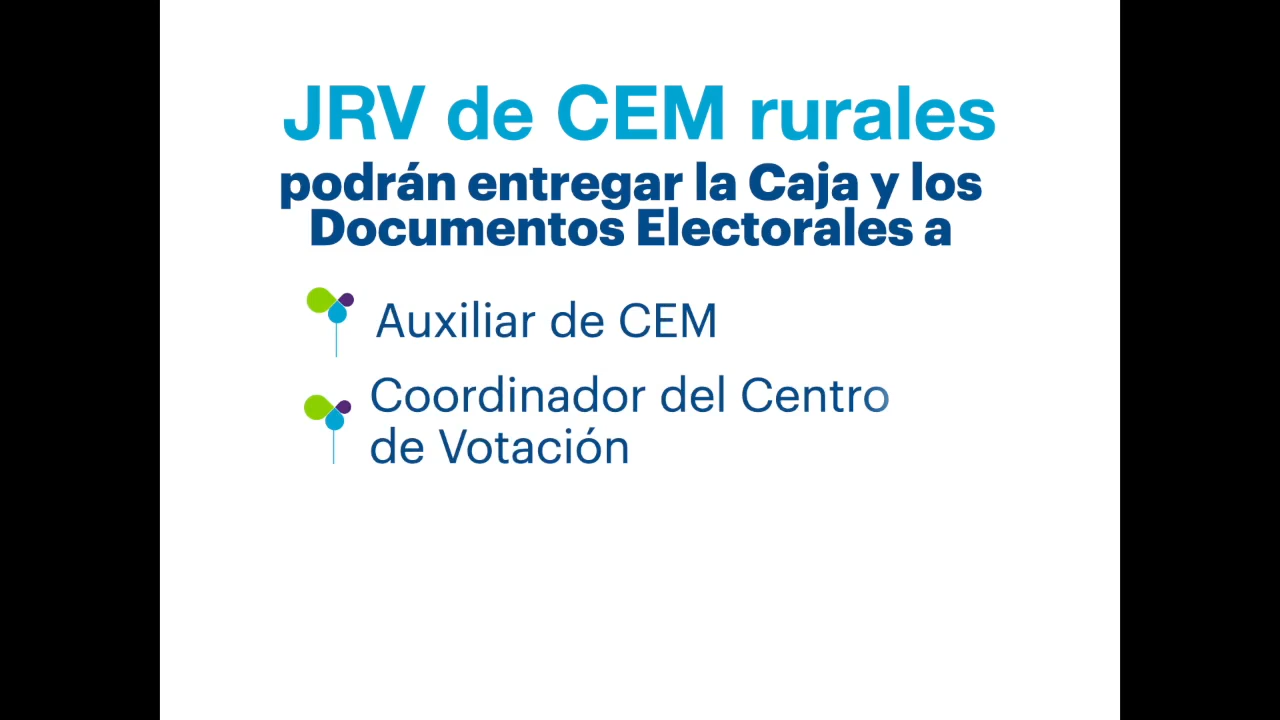 JRV de CEM rurales
podrán entregar la Caja y los
Documentos Electorales a
Auxiliar de CEM
Coordinador del Centro
de Votación